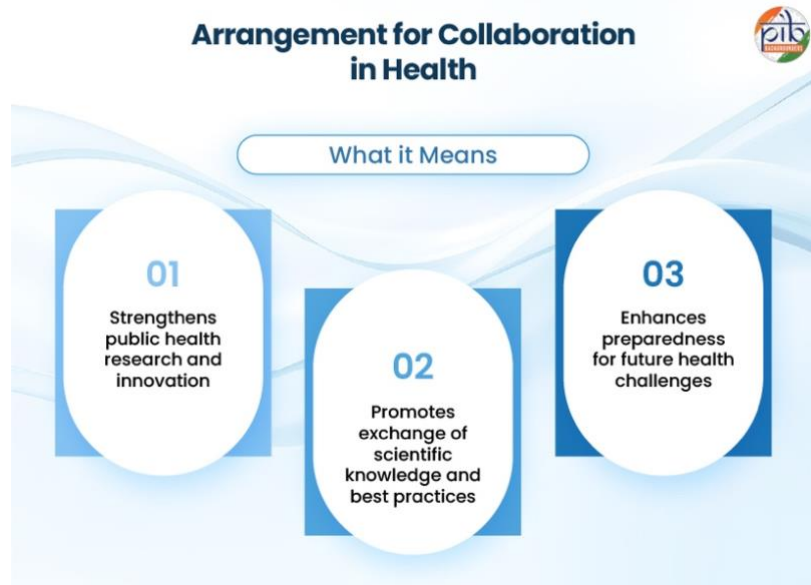 Arrangement for Collaboration
in Health
pib
What it Means
01
Strengthens
public health
research and
innovation
02
Promotes
exchange of
scientific
knowledge and
best practices
03
Enhances
preparedness
for future health
challenges